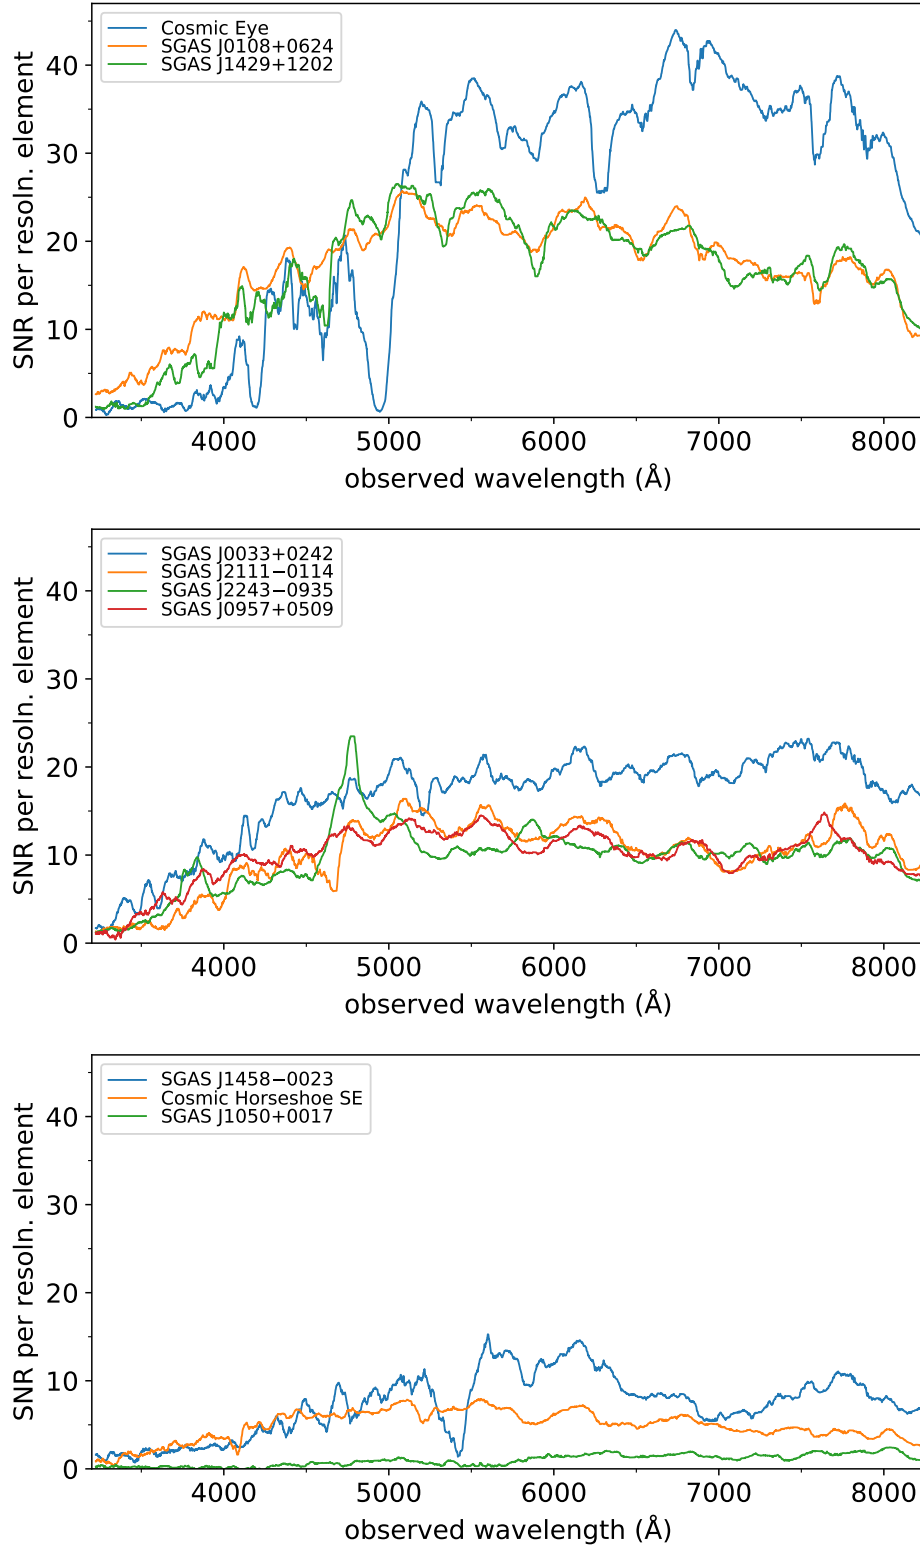 Cosmic Eye
SGAS J0108+0624
SGAS J1429+1202
SNR per resoln. element
0
10
20
30
40
4000
5000
6000
7000
8000
observed wavelength (Å)
SGAS J0033+0242
SGAS J2111−0114
SGAS J2243−0935
SGAS J0957+0509
SNR per resoln. element
0
10
20
30
40
4000
5000
6000
7000
8000
observed wavelength (Å)
SGAS J1458−0023
Cosmic Horseshoe SE
SGAS J1050+0017
SNR per resoln. element
0
10
20
30
40
4000
5000
6000
7000
8000
observed wavelength (Å)